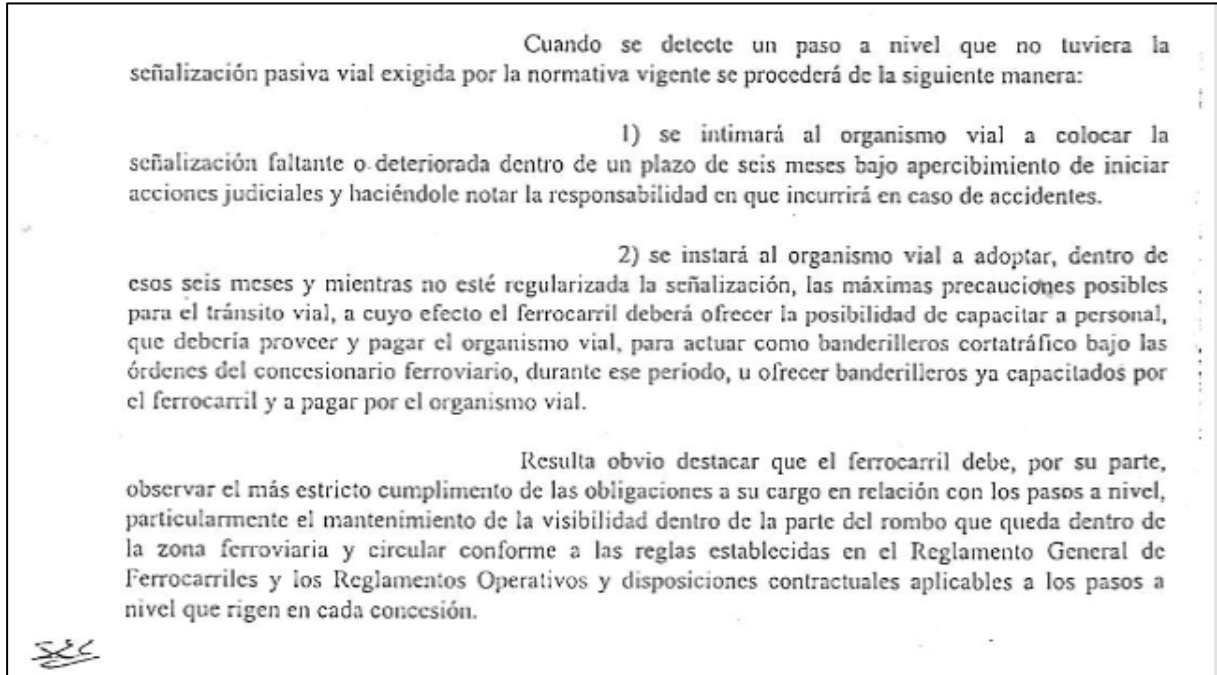 Cuando se detecte un paso a nivel que no tuviera la
señalización pasiva vial exigida por la normativa vigente se procederá de la siguiente manera:
1) se intimará al organismo vial a colocar la
señalización faltante o deteriorada dentro de un plazo de seis meses bajo apercibimiento de iniciar
acciones judiciales y haciéndole notar la responsabilidad en que incurrirá en caso de accidentes.
2) se instará al organismo vial a adoptar, dentro de
esos seis meses y mientras no esté regularizada la señalización, las máximas precauciones posibles
para el tránsito vial, a cuyo efecto el ferrocarril deberá ofrecer la posibilidad de capacitar a personal,
que debería proveer y pagar el organismo vial, para actuar como banderilleros cortatráfico bajo las
órdenes del concesionario ferroviario, durante ese período, u ofrecer banderilleros ya capacitados por
el ferrocarril y a pagar por el organismo vial.
Resulta obvio destacar que el ferrocarril debe, por su parte,
observar el más estricto cumplimento de las obligaciones a su cargo en relación con los pasos a nivel,
particularmente el mantenimiento de la visibilidad dentro de la parte del rombo que queda dentro de
la zona ferroviaria y circular conforme a las reglas establecidas en el Reglamento General de
Ferrocarriles y los Reglamentos Operativos y disposiciones contractuales aplicables a los pasos a
nivel que rigen en cada concesión.